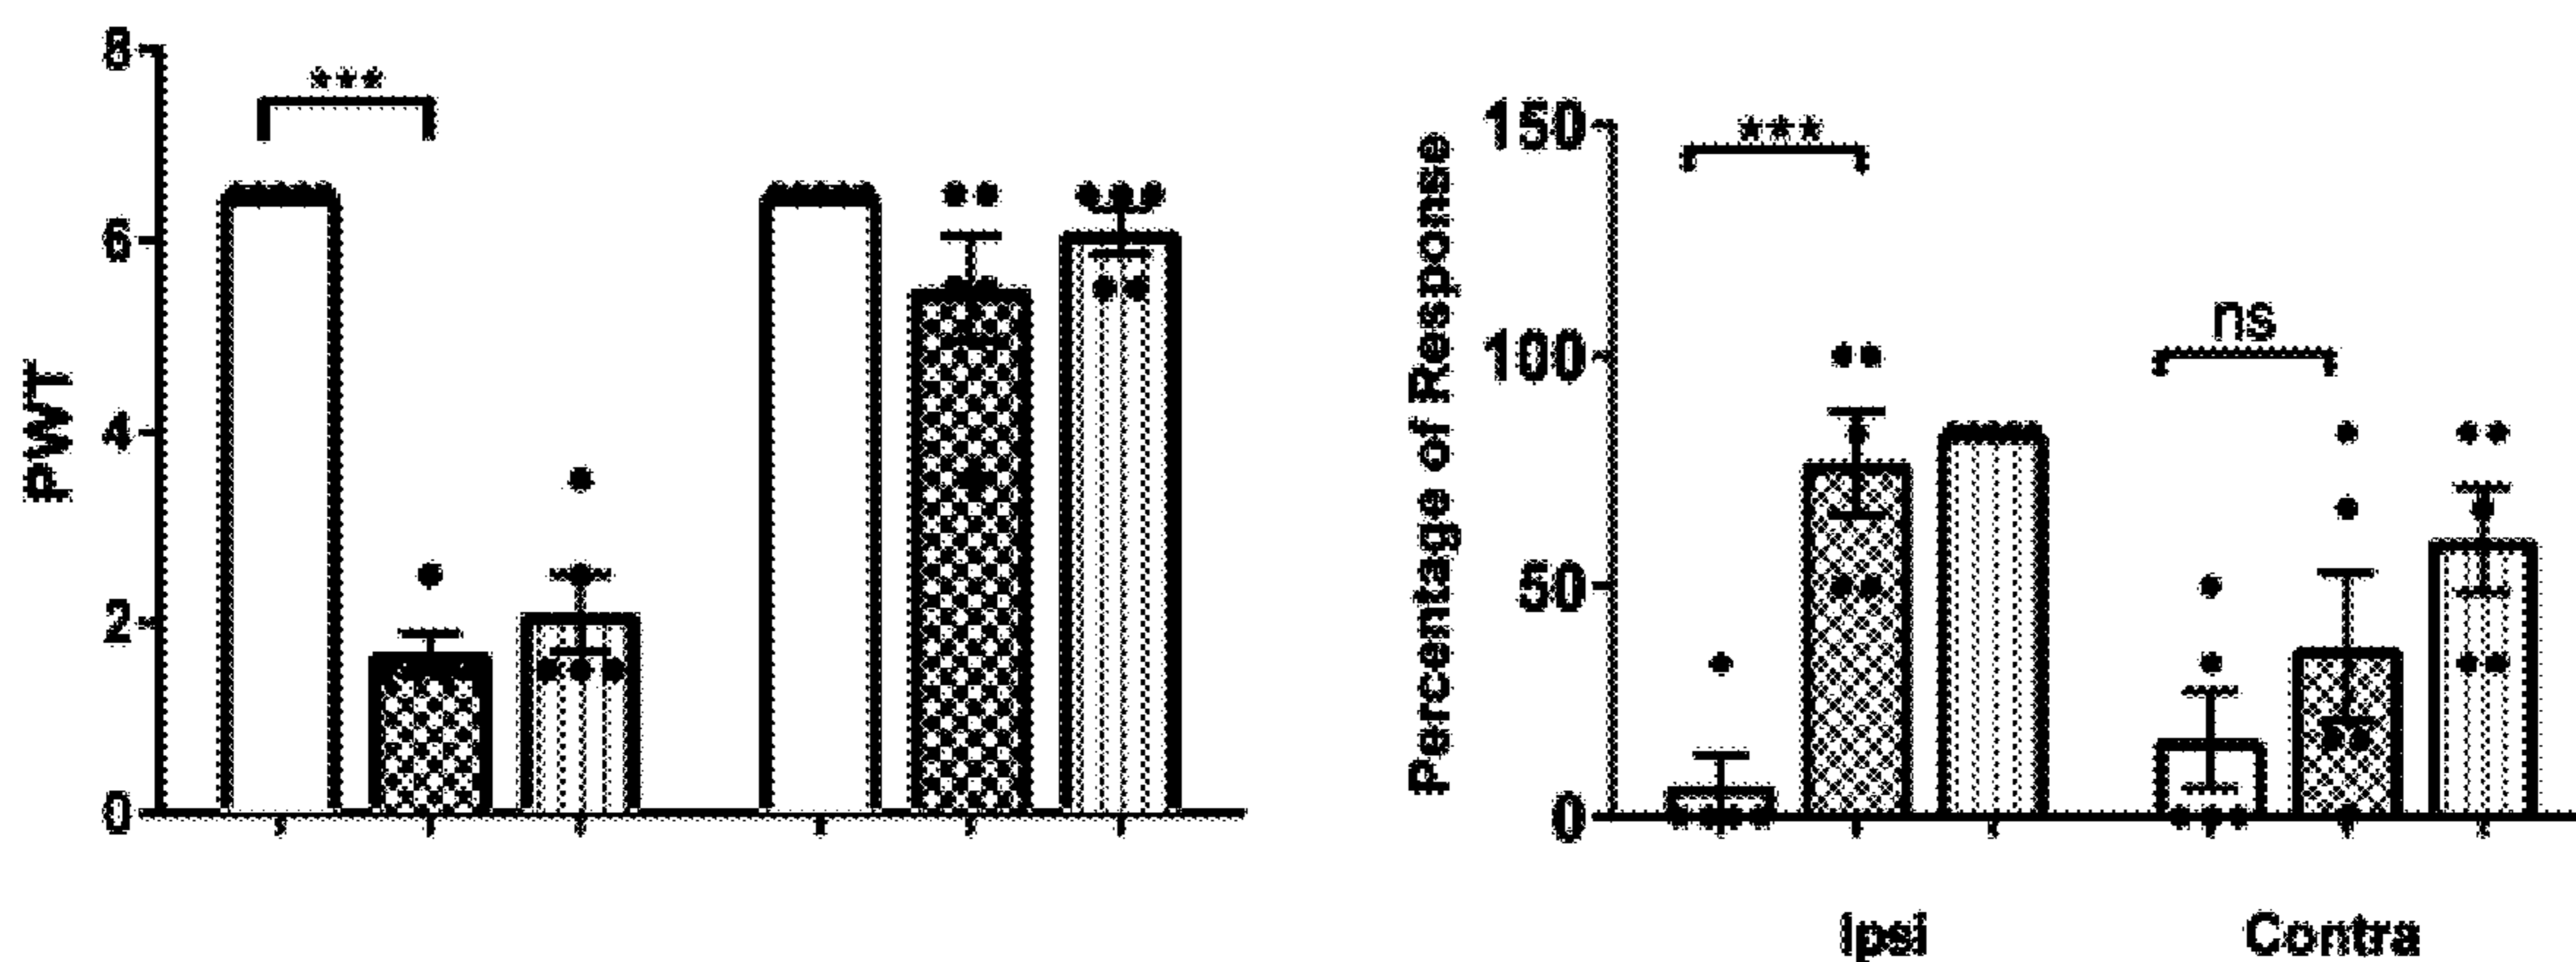 8
***
6
PWT
4
2
0
150
***
Percentage of Response
ns
100
50
0
Ipsi
Contra